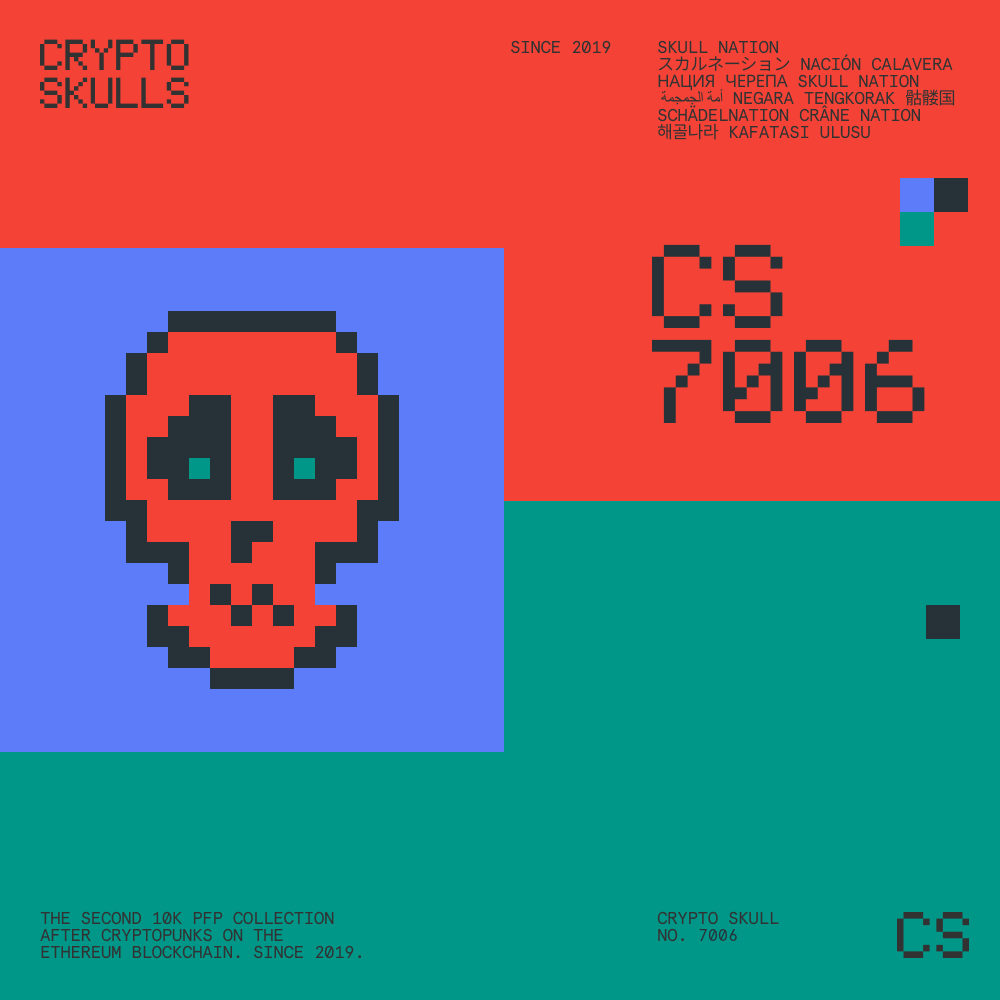 CRYPTO
SKULLS
SINCE 2019
SKULL NATION
スカルネーション NACIÓN CALAVERA
НАЦИЯ ЧЕРЕПА SKULL NATION
أمة الجمجمة NEGARA TENGKORAK 骷髅国
SCHÄDELNATION CRÂNE NATION
해골나라 KAFATASI ULUSU
CS
7006
THE SECOND 10K PFP COLLECTION
AFTER CRYPTOPUNKS ON THE
ETHEREUM BLOCKCHAIN. SINCE 2019.
CRYPTO SKULL
NO. 7006
CS